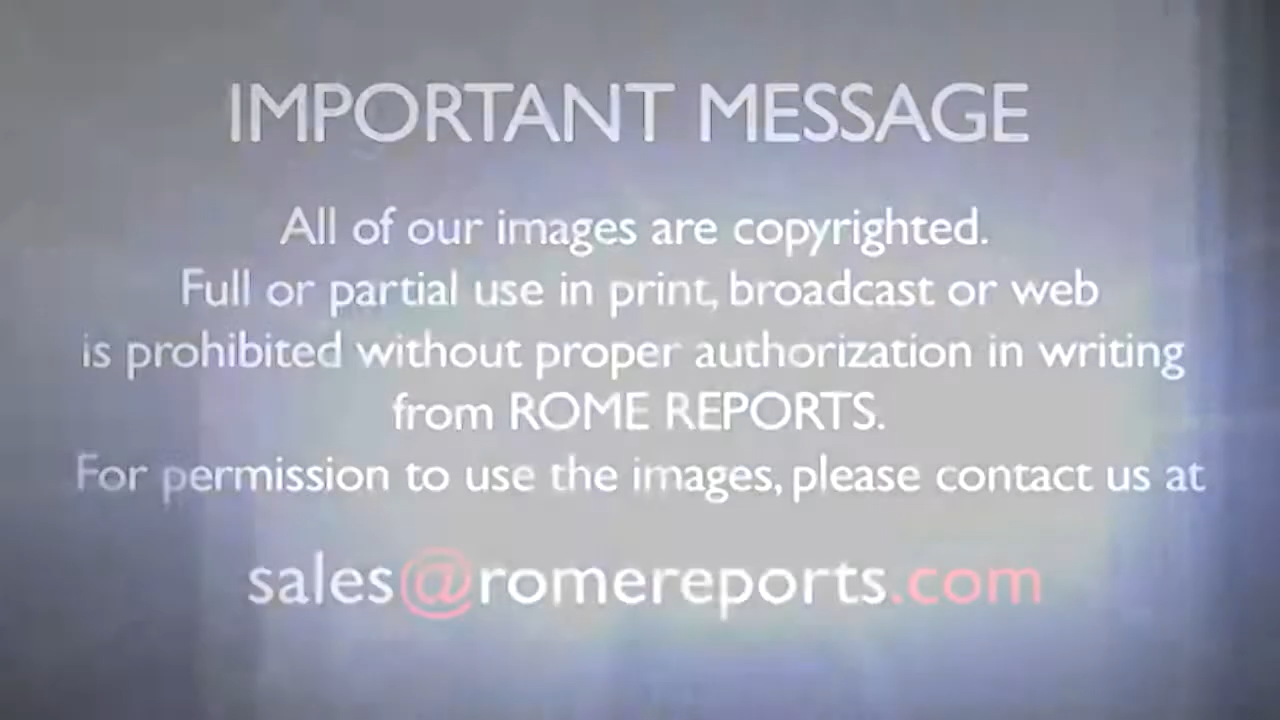 IMPORTANT MESSAGE
All of our images are copyrighted.
Full or partial use in print, broadcast or web
is prohibited without proper authorization in writing
from ROME REPORTS.
For permission to use the images, please contact us at
sales@romereports.com